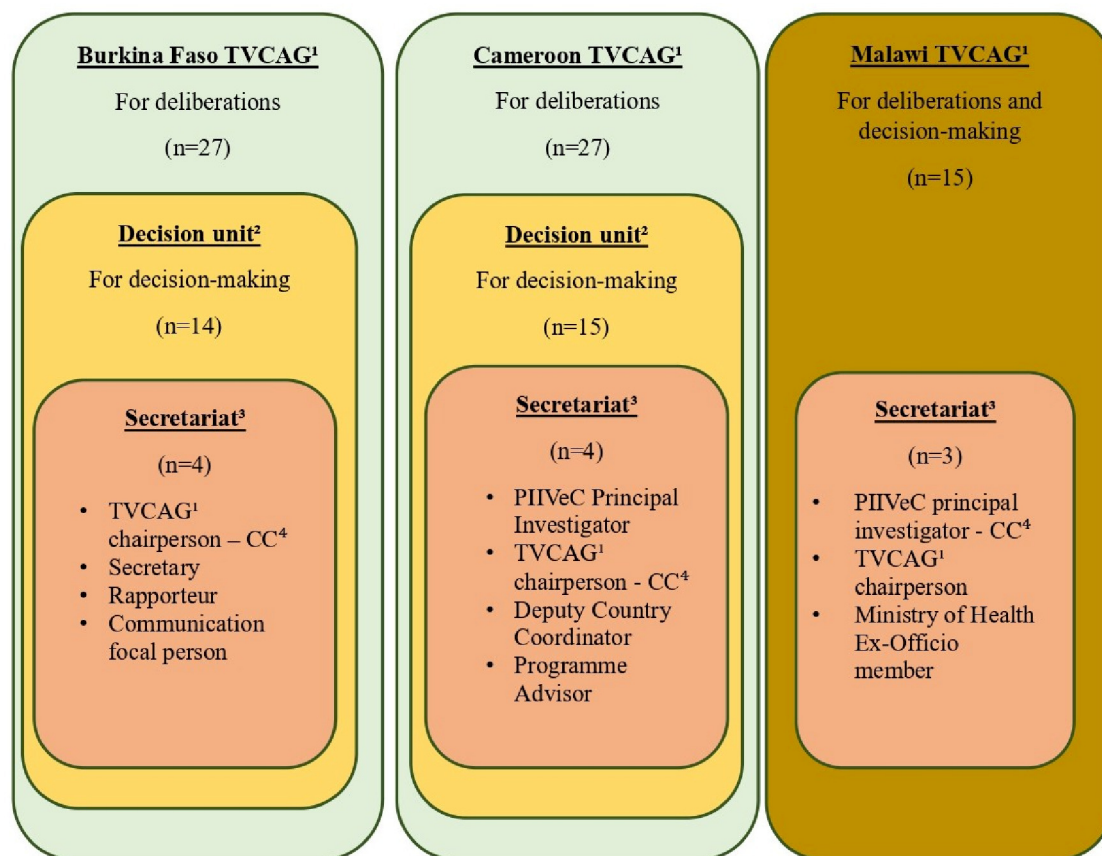 Burkina Faso TVCAG¹
For deliberations
(n=27)
Decision unit²
For decision-making
(n=14)
Secretariat³
(n=4)
• TVCAG¹
chairperson – CC⁴
• Secretary
• Rapporteur
• Communication
focal person
Cameroon TVCAG¹
For deliberations
(n=27)
Decision unit²
For decision-making
(n=15)
Secretariat³
(n=4)
• PIIVeC Principal
Investigator
• TVCAG¹
chairperson - CC⁴
• Deputy Country
Coordinator
• Programme
Advisor
Malawi TVCAG¹
For deliberations and
decision-making
(n=15)
Secretariat³
(n=3)
• PIIVeC principal
investigator - CC⁴
• TVCAG¹
chairperson
• Ministry of Health
Ex-Officio
member